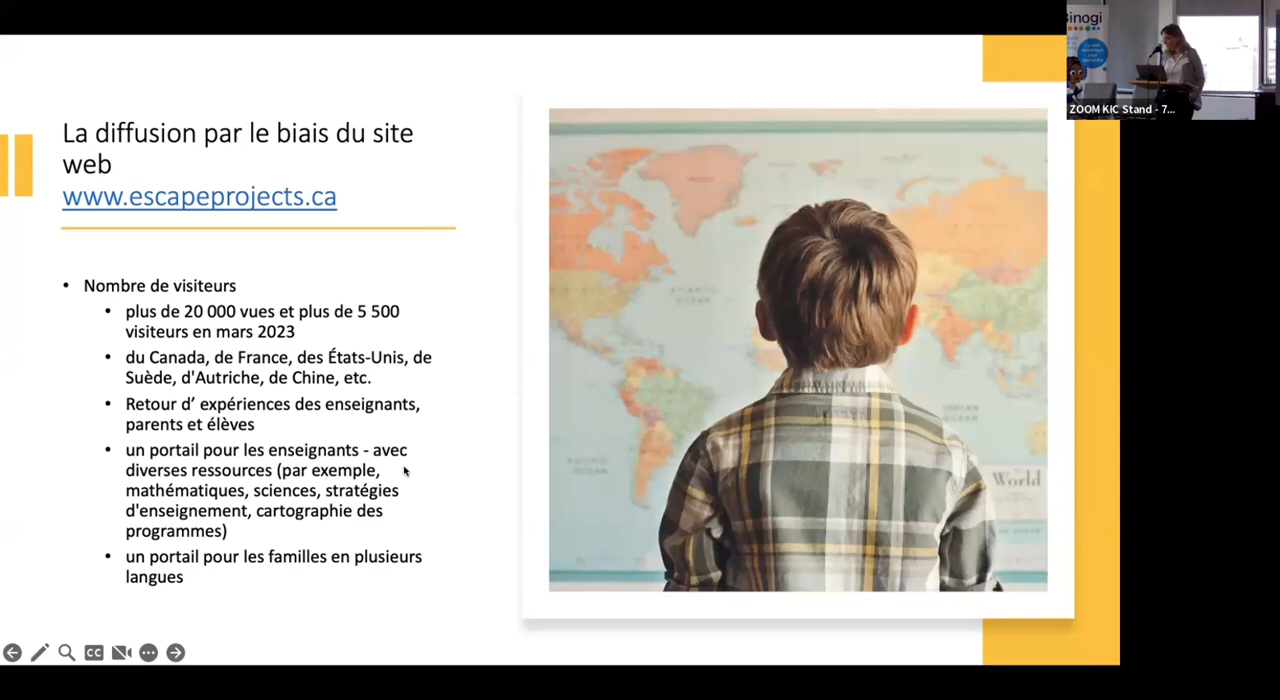 La diffusion par le biais du site
web
www.escapeprojects.ca
• Nombre de visiteurs
• plus de 20 000 vues et plus de 5 500
visiteurs en mars 2023
• du Canada, de France, des États-Unis, de
Suède, d'Autriche, de Chine, etc.
• Retour d’ expériences des enseignants,
parents et élèves
• un portail pour les enseignants - avec
diverses ressources (par exemple,
mathématiques, sciences, stratégies
d'enseignement, cartographie des
programmes)
• un portail pour les familles en plusieurs
langues
World
CC
Binogi
ZOOM KIC Stand - 7...